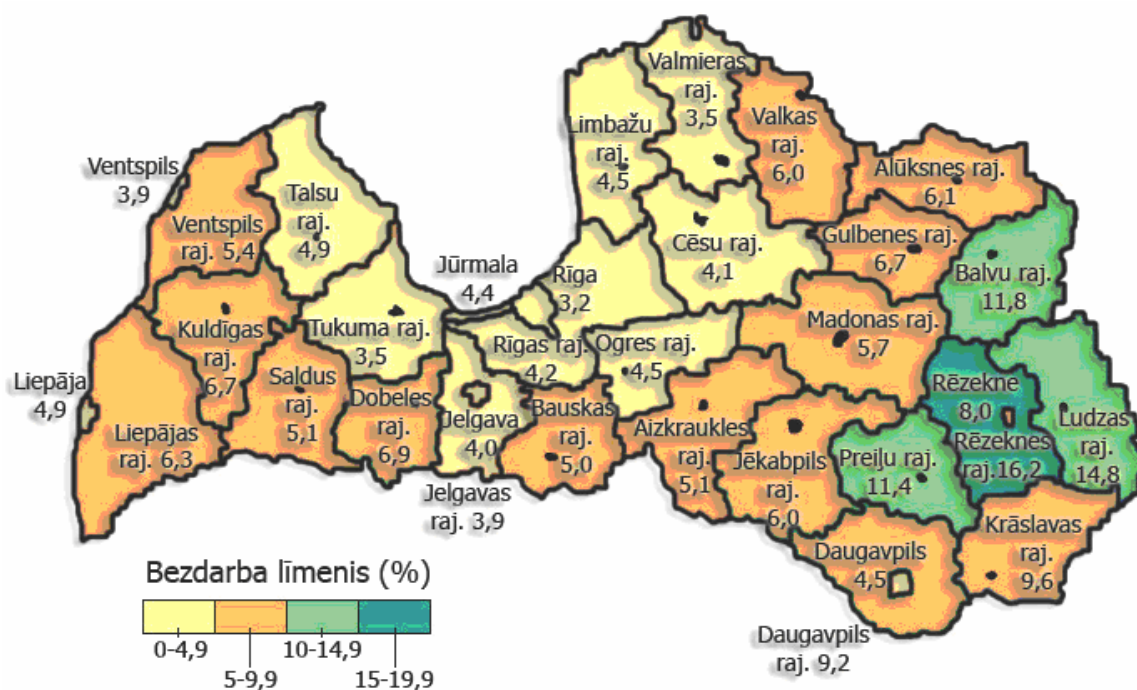 Valmieras
raj.
3,5
Limbažu
raj.
4,5
Valkas
raj.
6,0
Alūksnes raj.
6,1
Ventspils
3,9
Talsu
raj.
4,9
Ventspils
raj. 5,4
Cēsu raj.
4,1
Gulbenes raj.
6,7
Balvu raj.
11,8
Jūrmala
4,4
Rīga
3,2
Kuldīgas
raj.
6,7
Tukuma raj.
3,5
Rīgas raj.
4,2
Ogres raj.
4,5
Madonas raj.
5,7
Liepāja
4,9
Liepājas
raj. 6,3
Saldus
raj.
5,1
Dobeles
raj.
6,9
Jelgava
4,0
Jelgavas
raj. 3,9
Bauskas
raj.
5,0
Aizkraukles
raj.
5,1
Jēkabpils
raj.
6,0
Preiļu raj.
11,4
Rēzekne
8,0
Rēzeknes
raj.16,2
Ludzas
raj.
14,8
Krāslavas
raj.
9,6
Daugavpils
4,5
Daugavpils
raj. 9,2
Bezdarba līmenis (%)
0-4,9
5-9,9
10-14,9
15-19,9